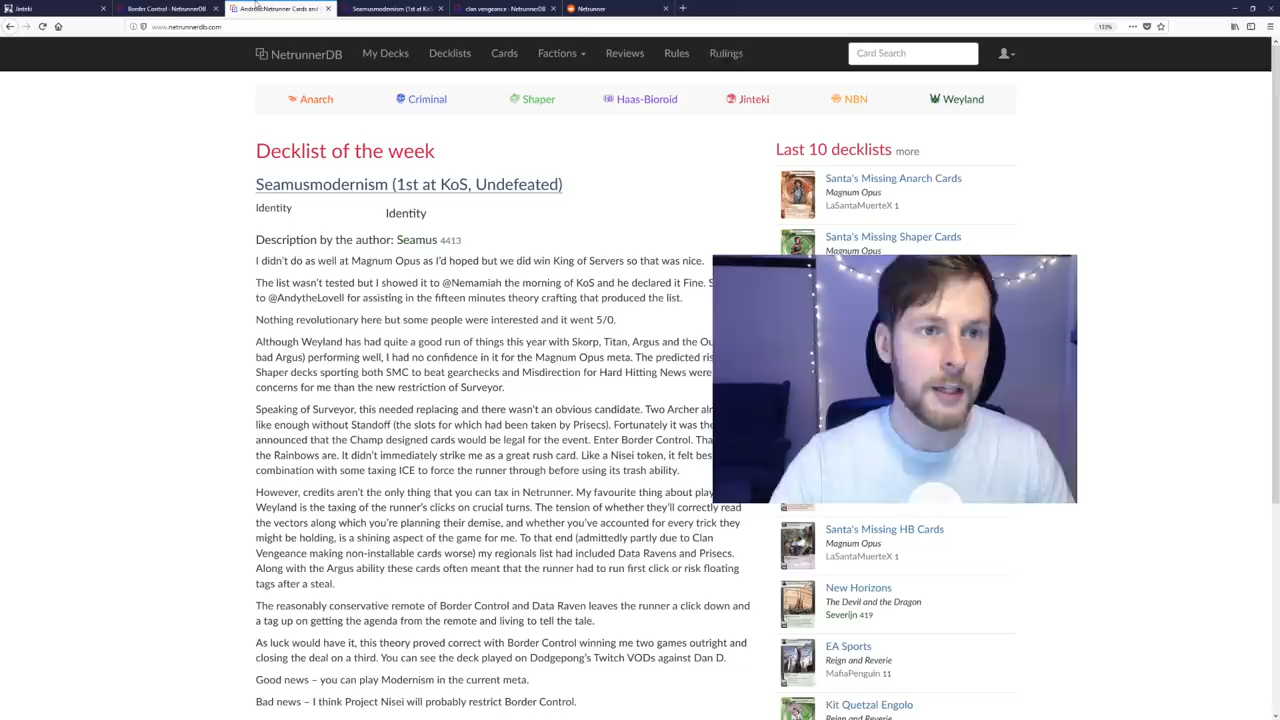 Jinteki
Border Control · NetrunnerDB
Android:Netrunner Cards and
Seamusmodernism (1st at KoS,
clan vengeance · NetrunnerDB
Netrunner
www.netrunnerdb.com
133%
NetrunnerDB
My Decks
Decklists
Cards
Factions
Reviews
Rules
Rulings
Card Search
Anarch
Criminal
Shaper
Haas-Bioroid
Jinteki
NBN
Weyland
Decklist of the week
Seamusmodernism (1st at KoS, Undefeated)
Identity
Identity
Description by the author: Seamus 4413
I didn't do as well at Magnum Opus as I'd hoped but we did win King of Servers so that was nice.
The list wasn't tested but I showed it to @Nemamiah the morning of KoS and he declared it Fine. S
to @AndytheLovell for assisting in the fifteen minutes theory crafting that produced the list.
Nothing revolutionary here but some people were interested and it went 5/0.
Although Weyland has had quite a good run of things this year with Skorp, Titan, Argus and the Ou
bad Argus) performing well, I had no confidence in it for the Magnum Opus meta. The predicted ris
Shaper decks sporting both SMC to beat gearchecks and Misdirection for Hard Hitting News were
concerns for me than the new restriction of Surveyor.
Speaking of Surveyor, this needed replacing and there wasn't an obvious candidate. Two Archer alr
like enough without Standoff (the slots for which had been taken by Prisecs). Fortunately it was the
announced that the Champ designed cards would be legal for the event. Enter Border Control. Tha
the Rainbows are. It didn't immediately strike me as a great rush card. Like a Nisei token, it felt bes
combination with some taxing ICE to force the runner through before using its trash ability.
However, credits aren't the only thing that you can tax in Netrunner. My favourite thing about play
Weyland is the taxing of the runner's clicks on crucial turns. The tension of whether they'll correctly read
the vectors along which you're planning their demise, and whether you've accounted for every trick they
might be holding, is a shining aspect of the game for me. To that end (admittedly partly due to Clan
Vengeance making non-installable cards worse) my regionals list had included Data Ravens and Prisecs.
Along with the Argus ability these cards often meant that the runner had to run first click or risk floating
tags after a steal.
The reasonably conservative remote of Border Control and Data Raven leaves the runner a click down and
a tag up on getting the agenda from the remote and living to tell the tale.
As luck would have it, this theory proved correct with Border Control winning me two games outright and
closing the deal on a third. You can see the deck played on Dodgepong's Twitch VODs against Dan D.
Good news – you can play Modernism in the current meta.
Bad news – I think Project Nisei will probably restrict Border Control.
Last 10 decklists more
Santa's Missing Anarch Cards
Magnum Opus
LaSantaMuerteX 1
Santa's Missing Shaper Cards
Magnum Opus
Santa's Missing HB Cards
Magnum Opus
LaSantaMuerteX 1
New Horizons
The Devil and the Dragon
Severijn 419
EA Sports
Reign and Reverie
MafiaPenguin 11
Kit Quetzal Engolo
Reign and Reverie